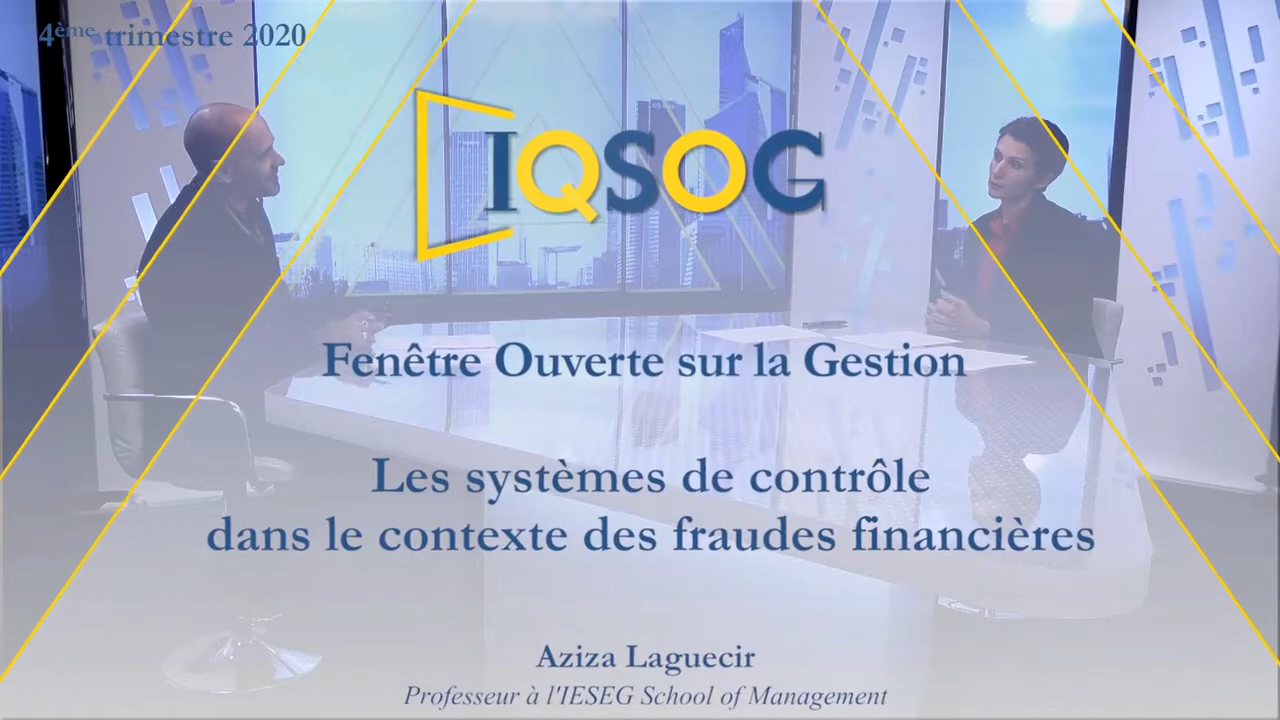 4ème trimestre 2020
IQSOG
Fenêtre Ouverte sur la Gestion
Les systèmes de contrôle
dans le contexte des fraudes financières
Aziza Laguecir
Professeur à l'IESEG School of Management